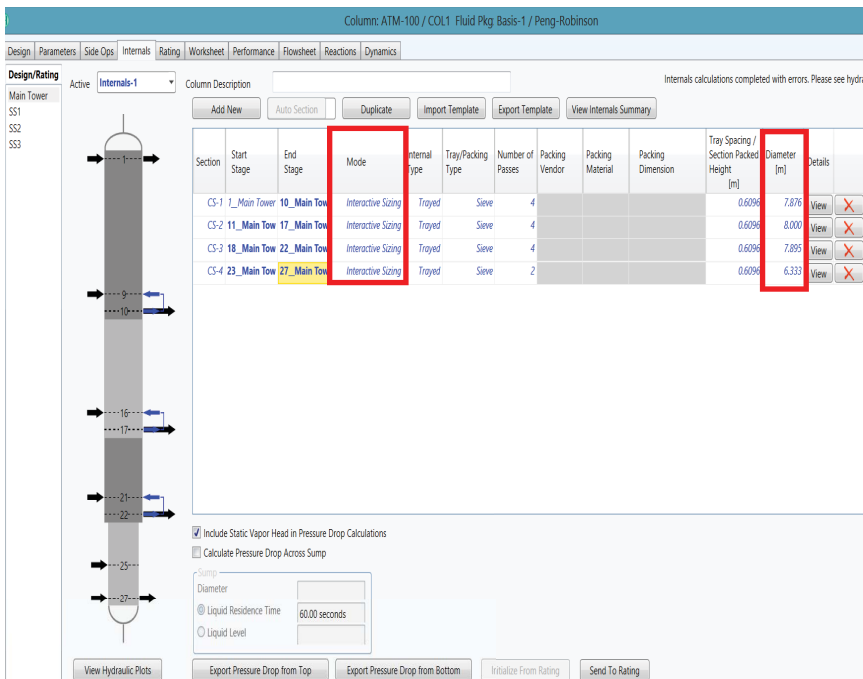 Column: ATM-100 / COL1 Fluid Pkg Basis-1 / Peng-Robinson
Design Parameters Side Ops Internals Rating Worksheet Performance Flowsheet Reactions Dynamics
Design/Rating
Main Tower
SS1
SS2
SS3
Active Internals-1 Column Description Internals calculations completed with errors. Please see hydra
Add New Auto Section Duplicate Import Template Export Template View Internals Summary
Section Start Stage End Stage Mode Internal Type Tray/Packing Type Number of Passes Packing Vendor Packing Material Packing Dimension Tray Spacing / Section Packed Height [m] Diameter [m] Details
CS-1 1_Main Tower 10_Main Tow Interactive Sizing Trayed Sieve 4 0.6096 7.876 View
CS-2 11_Main Tow 17_Main Tow Interactive Sizing Trayed Sieve 4 0.6096 8.000 View
CS-3 18_Main Tow 22_Main Tow Interactive Sizing Trayed Sieve 4 0.6096 7.895 View
CS-4 23_Main Tow 27_Main Tow Interactive Sizing Trayed Sieve 2 0.6096 6.333 View
1
9
10
16
17
21
22
25
27
Include Static Vapor Head in Pressure Drop Calculations
Calculate Pressure Drop Across Sump
Sump
Diameter
Liquid Residence Time 60.00 seconds
Liquid Level
View Hydraulic Plots Export Pressure Drop from Top Export Pressure Drop from Bottom Initialize From Rating Send To Rating